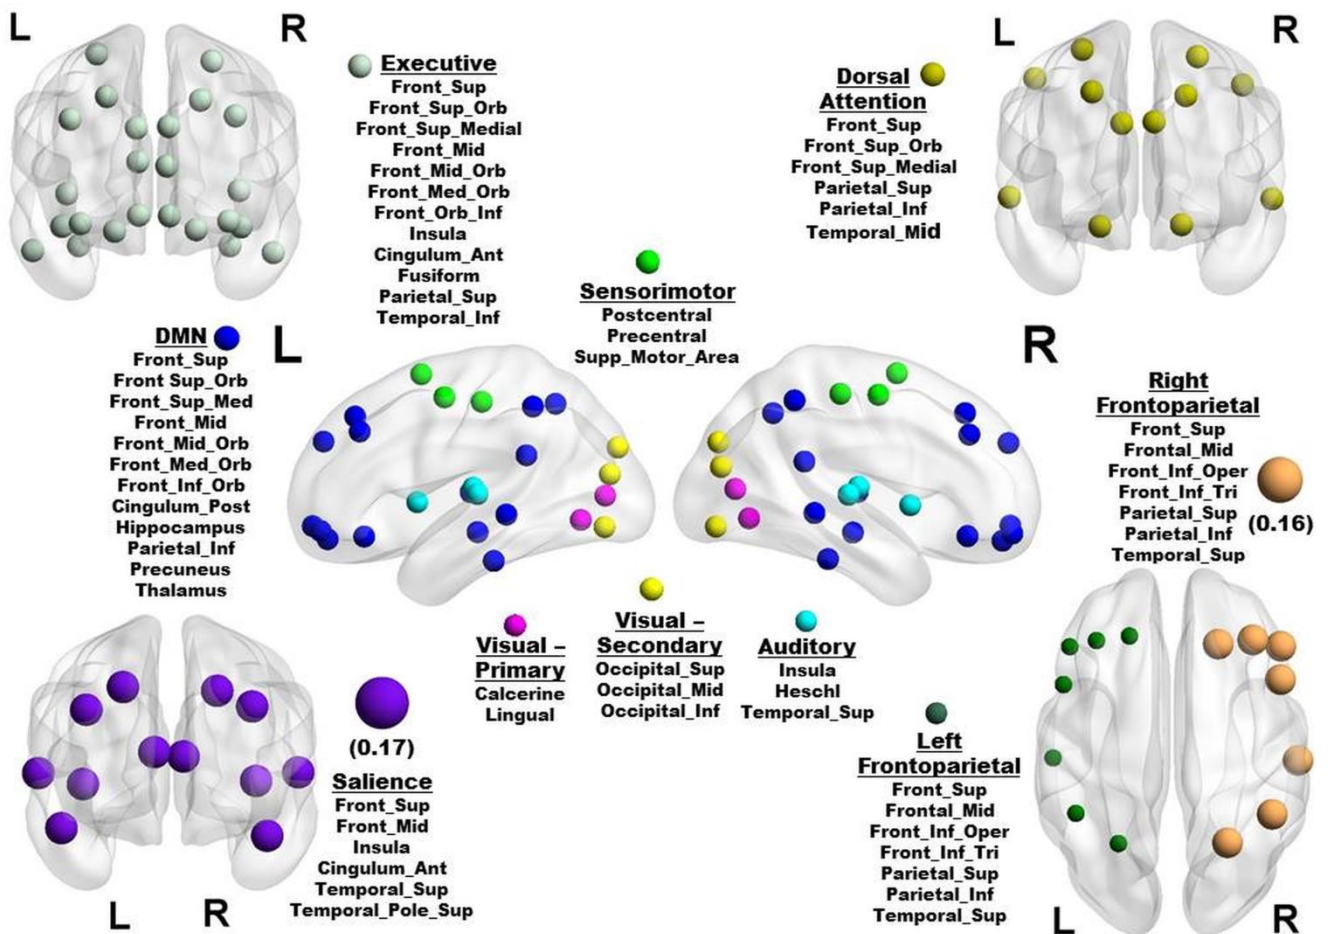 L
R
Executive
Front_Sup
Front_Sup_Orb
Front_Sup_Medial
Front_Mid
Front_Mid_Orb
Front_Med_Orb
Front_Orb_Inf
Insula
Cingulum_Ant
Fusiform
Parietal_Sup
Temporal_Inf
L
R
Dorsal
Attention
Front_Sup
Front_Sup_Orb
Front_Sup_Medial
Parietal_Sup
Parietal_Inf
Temporal_Mid
Sensorimotor
Postcentral
Precentral
Supp_Motor_Area
DMN
Front_Sup
Front Sup_Orb
Front_Sup_Med
Front_Mid
Front_Mid_Orb
Front_Med_Orb
Front_Inf_Orb
Cingulum_Post
Hippocampus
Parietal_Inf
Precuneus
Thalamus
L
R
Right
Frontoparietal
Front_Sup
Frontal_Mid
Front_Inf_Oper
Front_Inf_Tri
Parietal_Sup
Parietal_Inf
Temporal_Sup
(0.16)
Visual –
Primary
Calcerine
Lingual
Visual –
Secondary
Occipital_Sup
Occipital_Mid
Occipital_Inf
Auditory
Insula
Heschl
Temporal_Sup
(0.17)
Salience
Front_Sup
Front_Mid
Insula
Cingulum_Ant
Temporal_Sup
Temporal_Pole_Sup
L
R
Left
Frontoparietal
Front_Sup
Frontal_Mid
Front_Inf_Oper
Front_Inf_Tri
Parietal_Sup
Parietal_Inf
Temporal_Sup
L
R